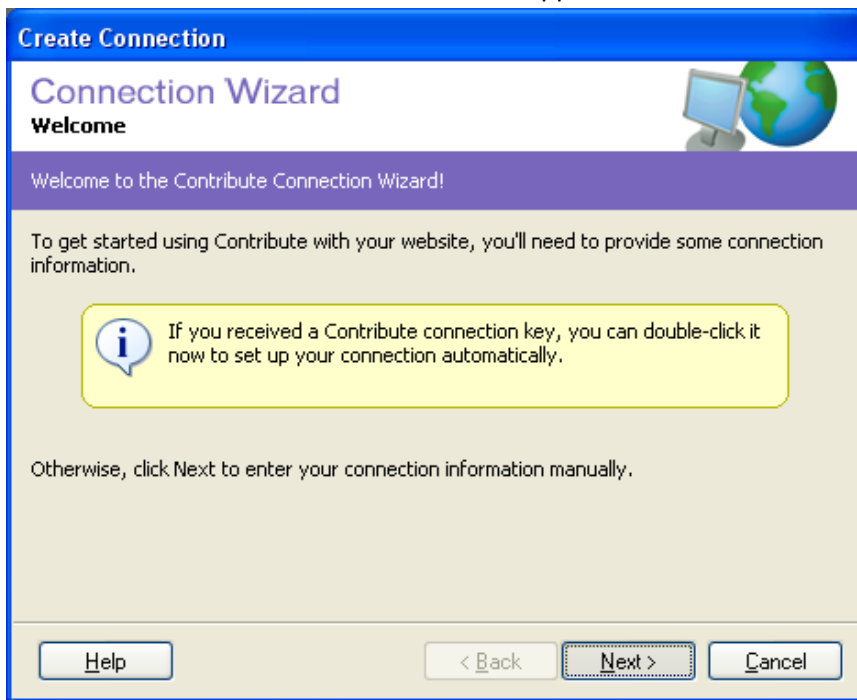 Create Connection
Connection Wizard
Welcome
Welcome to the Contribute Connection Wizard!
To get started using Contribute with your website, you'll need to provide some connection
information.
If you received a Contribute connection key, you can double-click it
now to set up your connection automatically.
Otherwise, click Next to enter your connection information manually.
Help
< Back
Next >
Cancel